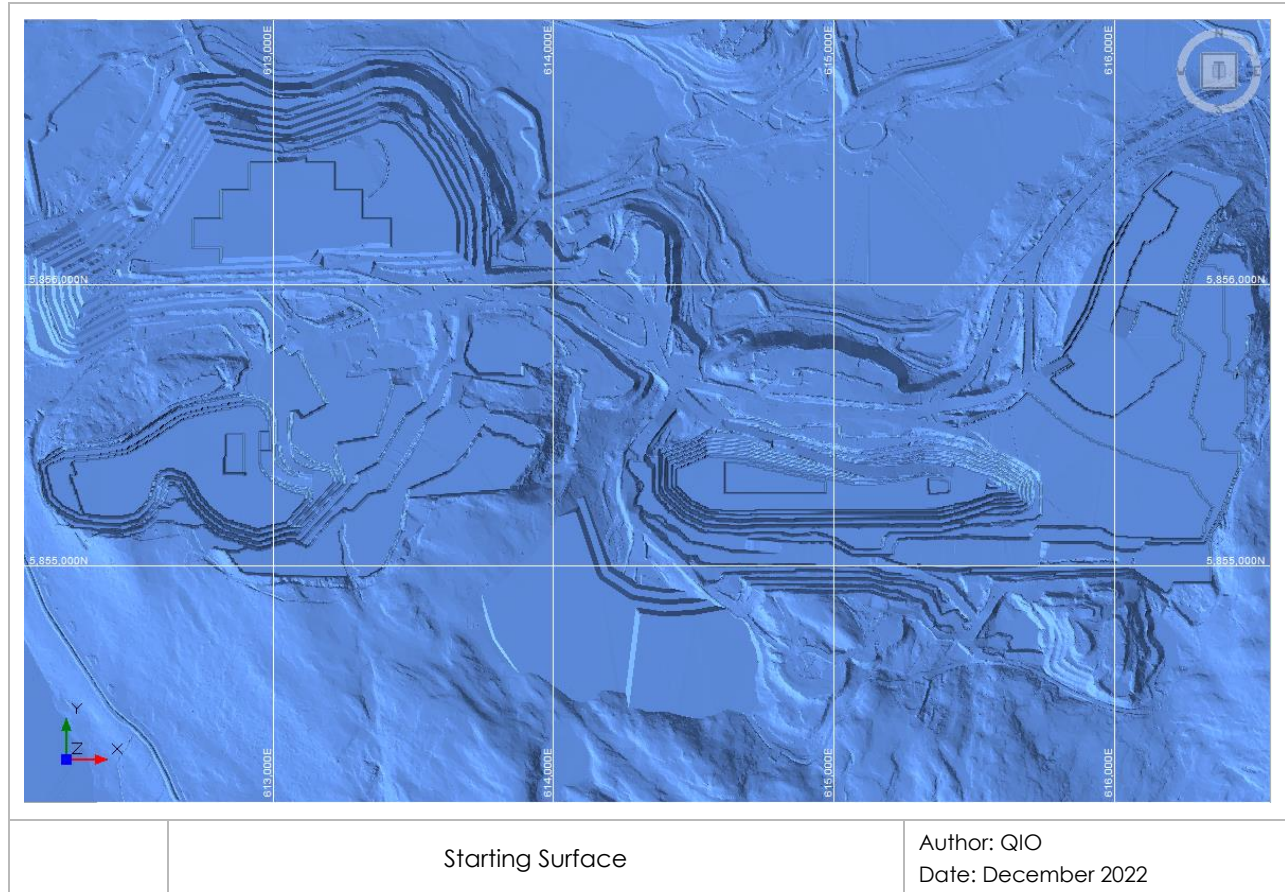 613,000E
614,000E
615,000E
616,000E
N
5,856,000N
5,856,000N
5,855,000N
5,855,000N
Y
Z
X
613,000E
614,000E
615,000E
616,000E
Starting Surface
Author: QIO
Date: December 2022